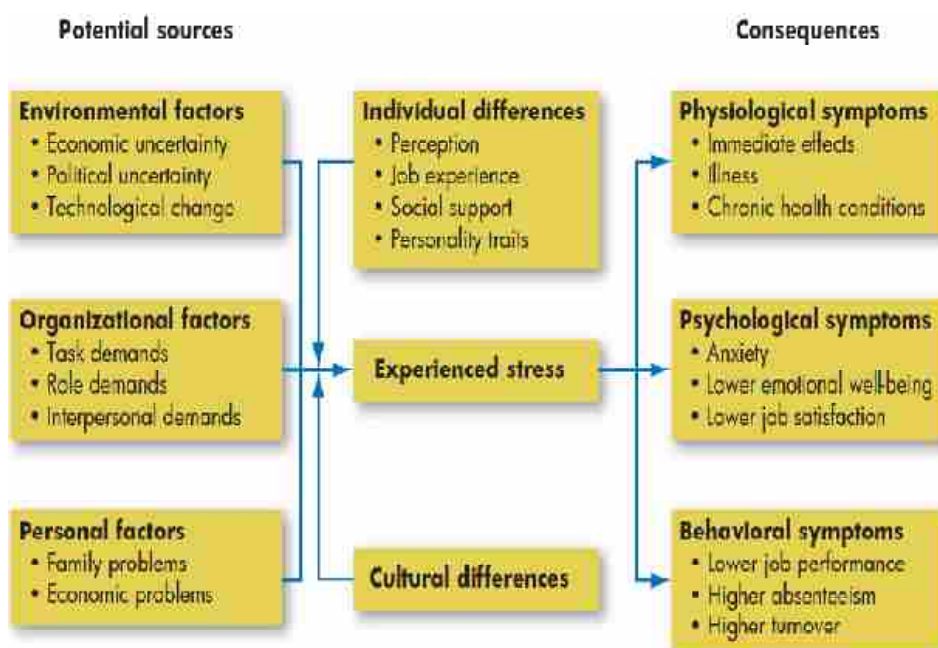 Potential sources
Consequences
Environmental factors
• Economic uncertainty
• Political uncertainty
• Technological change
Individual differences
• Perception
• Job experience
• Social support
• Personality traits
Physiological symptoms
• Immediate effects
• Illness
• Chronic health conditions
Organizational factors
• Task demands
• Role demands
• Interpersonal demands
Experienced stress
Psychological symptoms
• Anxiety
• Lower emotional well-being
• Lower job satisfaction
Personal factors
• Family problems
• Economic problems
Cultural differences
Behavioral symptoms
• Lower job performance
• Higher absenteeism
• Higher turnover